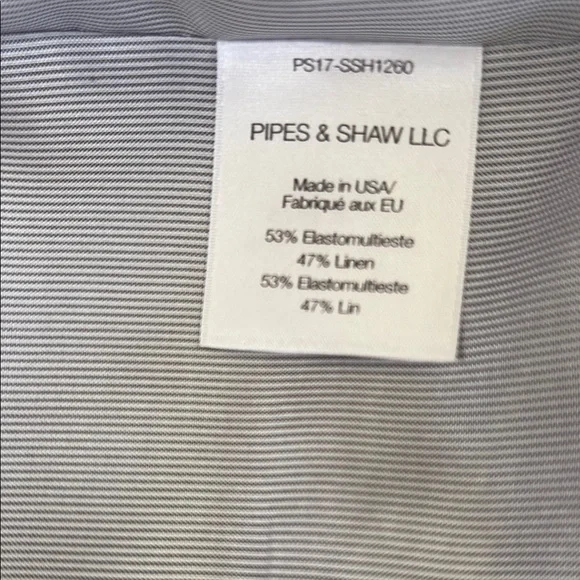 PS17-SSH1260
PIPES & SHAW LLC
Made in USA/
Fabriqué aux EU
53% Elastomultieste
47% Linen
53% Elastomultieste
47% Lin